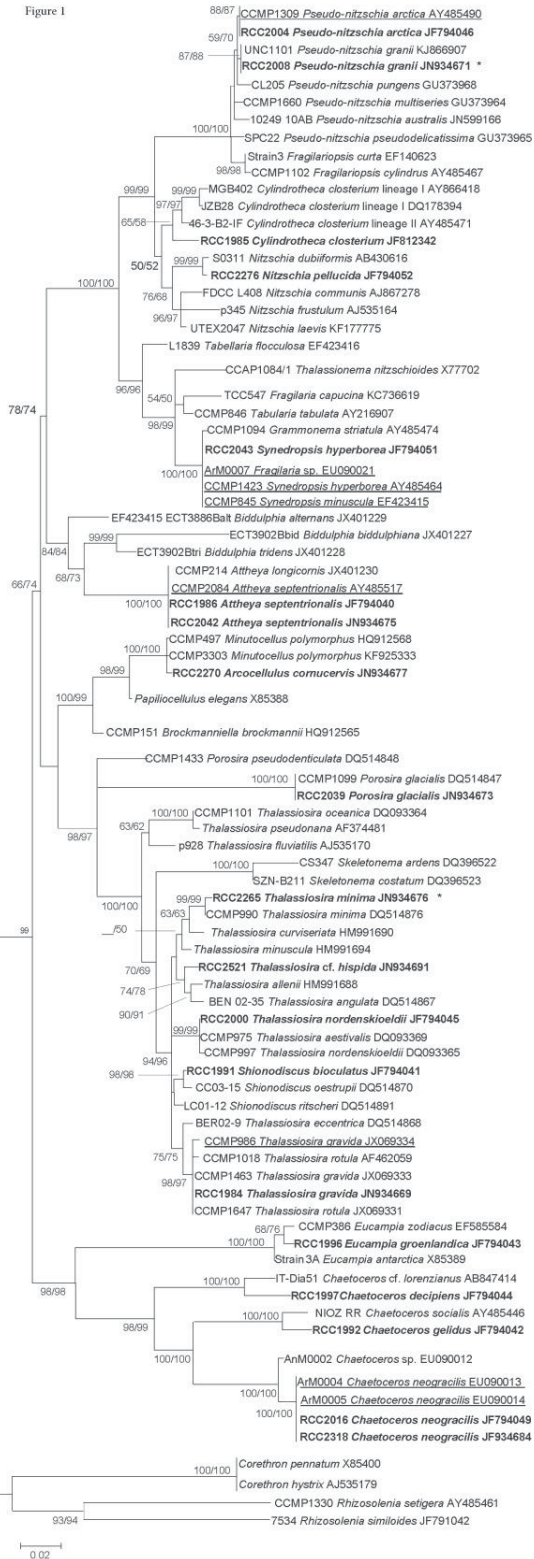 Figure 1
88/87
CCMP1309 Pseudo-nitzschia arctica AY485490
RCC2004 Pseudo-nitzschia arctica JF794046
59/70
UNC1101 Pseudo-nitzschia granii KJ866907
87/88
RCC2008 Pseudo-nitzschia granii JN934671 *
CL205 Pseudo-nitzschia pungens GU373968
CCMP1660 Pseudo-nitzschia multiseries GU373964
10249 10AB Pseudo-nitzschia australis JN599166
100/100
SPC22 Pseudo-nitzschia pseudodelicatissima GU373965
Strain3 Fragilariopsis curta EF140623
98/98
CCMP1102 Fragilariopsis cylindrus AY485467
99/99
99/99
MGB402 Cylindrotheca closterium lineage I AY866418
97/97
JZB28 Cylindrotheca closterium lineage I DQ178394
65/58
46-3-B2-IF Cylindrotheca closterium lineage II AY485471
RCC1985 Cylindrotheca closterium JF812342
50/52
99/99
S0311 Nitzschia dubiiformis AB430616
RCC2276 Nitzschia pellucida JF794052
100/100
76/68
FDCC L408 Nitzschia communis AJ867278
p345 Nitzschia frustulum AJ535164
96/97
UTEX2047 Nitzschia laevis KF177775
L1839 Tabellaria flocculosa EF423416
96/96
CCAP1084/1 Thalassionema nitzschioides X77702
54/50
TCC547 Fragilaria capucina KC736619
98/99
CCMP846 Tabularia tabulata AY216907
78/74
CCMP1094 Grammonema striatula AY485474
RCC2043 Synedropsis hyperborea JF794051
100/100
ArM0007 Fragilaria sp. EU090021
CCMP1423 Synedropsis hyperborea AY485464
CCMP845 Synedropsis minuscula EF423415
EF423415 ECT3886Balt Biddulphia alternans JX401229
84/84
99/99
ECT3902Bbid Biddulphia biddulphiana JX401227
ECT3902Btri Biddulphia tridens JX401228
66/74
68/73
CCMP214 Attheya longicornis JX401230
CCMP2084 Attheya septentrionalis AY485517
100/100
RCC1986 Attheya septentrionalis JF794040
RCC2042 Attheya septentrionalis JN934675
CCMP497 Minutocellus polymorphus HQ912568
CCMP3303 Minutocellus polymorphus KF925333
98/99
RCC2270 Arcocellulus cornucervis JN934677
100/99
Papiliocellulus elegans X85388
CCMP151 Brockmanniella brockmannii HQ912565
CCMP1433 Porosira pseudodenticulata DQ514848
100/100
CCMP1099 Porosira glacialis DQ514847
RCC2039 Porosira glacialis JN934673
98/97
100/100
CCMP1101 Thalassiosira oceanica DQ093364
63/62
Thalassiosira pseudonana AF374481
p928 Thalassiosira fluviatilis AJ535170
100/100
CS347 Skeletonema ardens DQ396522
100/100
SZN-B211 Skeletonema costatum DQ396523
99/99
RCC2265 Thalassiosira minima JN934676 *
63/63
CCMP990 Thalassiosira minima DQ514876
_/50
Thalassiosira curviseriata HM991690
Thalassiosira minuscula HM991694
70/69
RCC2521 Thalassiosira cf. hispida JN934691
74/78
Thalassiosira allenii HM991688
90/91
BEN 02-35 Thalassiosira angulata DQ514867
RCC2000 Thalassiosira nordenskioeldii JF794045
99/99
CCMP975 Thalassiosira aestivalis DQ093369
CCMP997 Thalassiosira nordenskioeldii DQ093365
94/96
RCC1991 Shionodiscus bioculatus JF794041
98/98
CC03-15 Shionodiscus oestrupii DQ514870
LC01-12 Shionodiscus ritscheri DQ514891
BER02-9 Thalassiosira eccentrica DQ514868
CCMP986 Thalassiosira gravida JX069334
75/75
CCMP1018 Thalassiosira rotula AF462059
98/97
CCMP1463 Thalassiosira gravida JX069333
RCC1984 Thalassiosira gravida JN934669
CCMP1647 Thalassiosira rotula JX069331
99
68/76
CCMP386 Eucampia zodiacus EF585584
RCC1996 Eucampia groenlandica JF794043
100/100
Strain 3A Eucampia antarctica X85389
98/98
100/100
IT-Dia51 Chaetoceros cf. lorenzianus AB847414
RCC1997 Chaetoceros decipiens JF794044
98/99
100/100
NIOZ RR Chaetoceros socialis AY485446
RCC1992 Chaetoceros gelidus JF794042
100/100
AnM0002 Chaetoceros sp. EU090012
ArM0004 Chaetoceros neogracilis EU090013
ArM0005 Chaetoceros neogracilis EU090014
100/100
RCC2016 Chaetoceros neogracilis JF794049
RCC2318 Chaetoceros neogracilis JF934684
Corethron pennatum X85400
100/100
Corethron hystrix AJ535179
CCMP1330 Rhizosolenia setigera AY485461
93/94
7534 Rhizosolenia similoides JF791042
0.02